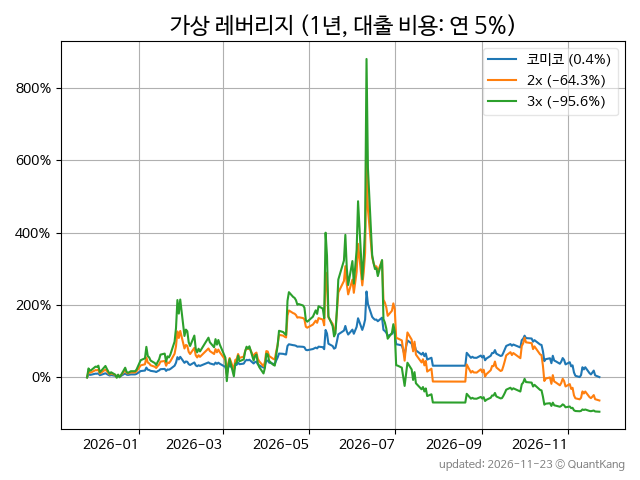 가상 레버리지 (1년, 대출 비용: 연 5%)
코미코 (0.4%)
2x (-64.3%)
3x (-95.6%)
800%
600%
400%
200%
0%
2026-01 2026-03 2026-05 2026-07 2026-09 2026-11
updated: 2026-11-23 © QuantKang